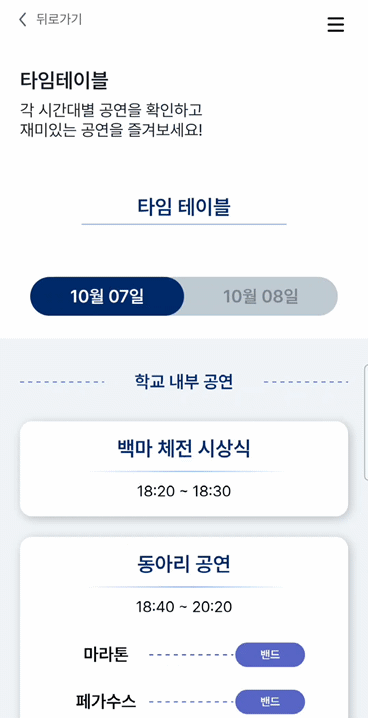 뒤로가기
타임테이블
각 시간대별 공연을 확인하고
재미있는 공연을 즐겨보세요!
타임 테이블
10월 07일 10월 08일
학교 내부 공연
백마 체전 시상식
18:20 ~ 18:30
동아리 공연
18:40 ~ 20:20
마라톤 밴드
페가수스 밴드